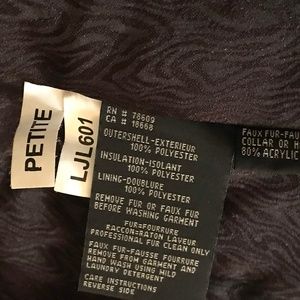 PETITE
LJL601
RN # 78609
CA # 18668
OUTERSHELL-EXTERIEUR
100% POLYESTER
INSULATION-ISOLANT
100% POLYESTER
LINING-DOUBLURE
100% POLYESTER
REMOVE FUR OR FAUX FUR
BEFORE WASHING GARMENT
FUR=FOURRURE
RACCOON=RATON LAVEUR
PROFESSIONAL FUR CLEAN ONLY
FAUX FUR-FAUSSE FOURRURE
REMOVE FROM GARMENT AND
HAND WASH USING MILD
LAUNDRY DETERGENT
CARE INSTRUCTIONS
REVERSE SIDE
FAUX FUR-FAU
COLLAR OR H
80% ACRYLIC